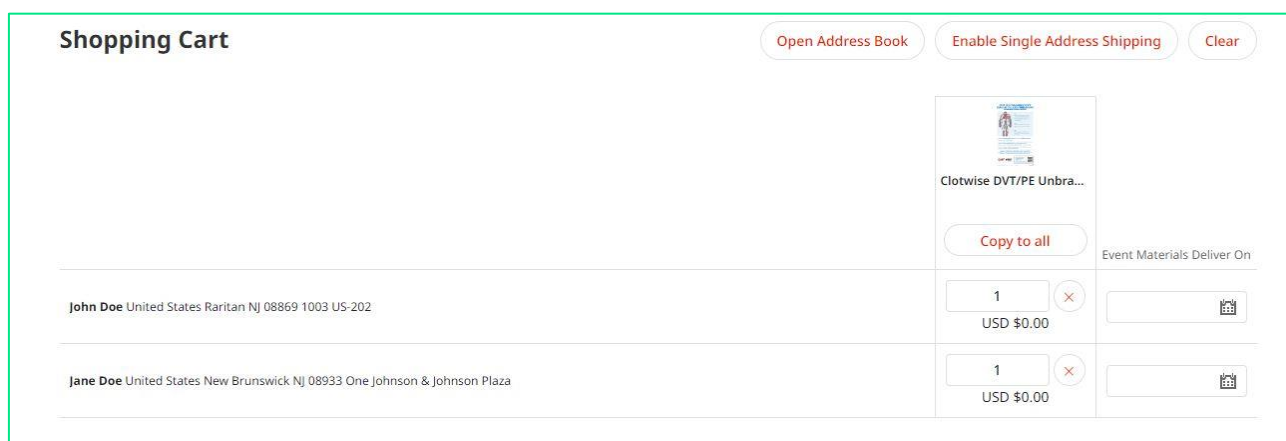 Shopping Cart
Open Address Book
Enable Single Address Shipping
Clear
Clotwise DVT/PE Unbra...
Copy to all
Event Materials Deliver On
John Doe United States Raritan NJ 08869 1003 US-202
1
USD $0.00
Jane Doe United States New Brunswick NJ 08933 One Johnson & Johnson Plaza
1
USD $0.00